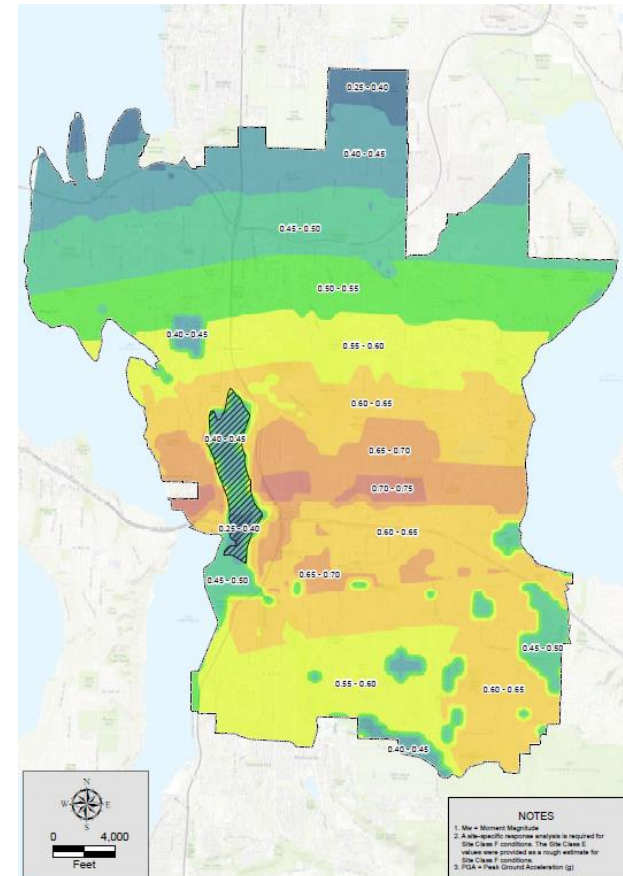 0.25 - 0.40
0.40 - 0.45
0.45 - 0.50
0.50 - 0.55
0.40 - 0.45
0.55 - 0.60
0.60 - 0.65
0.40 - 0.45
0.65 - 0.70
0.70 - 0.75
0.25 - 0.40
0.60 - 0.65
0.45 - 0.50
0.65 - 0.70
0.45 - 0.50
0.55 - 0.60
0.60 - 0.65
0.40 - 0.45
N
W
E
S
0 4,000
Feet
NOTES
1. Mw = Moment Magnitude
2. A site-specific response analysis is required for
Site Class F conditions. The Site Class E
values were provided as a rough estimate for
Site Class F conditions.
3. PGA = Peak Ground Acceleration (g)